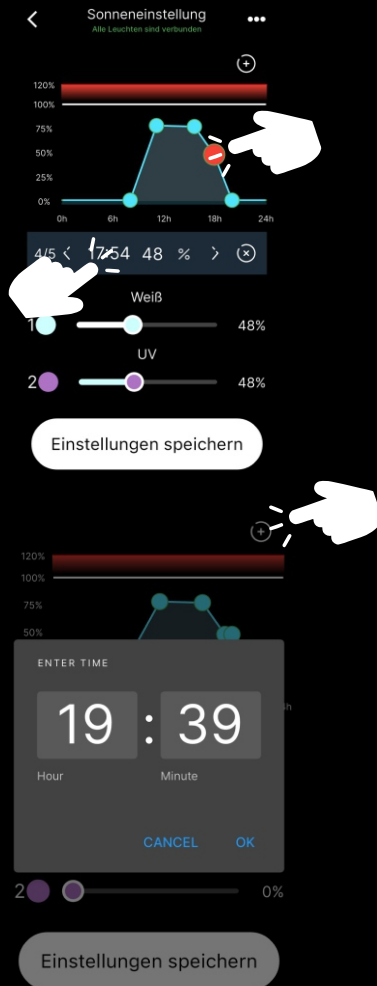 Sonneneinstellung
Alle Leuchten sind verbunden
120%
100%
75%
50%
25%
0%
0h 6h 12h 18h 24h
4/5 17:54 48 %
Weiß
1 48%
UV
2 48%
Einstellungen speichern
120%
100%
75%
50%
h
ENTER TIME
19 : 39
Hour Minute
CANCEL OK
2 0%
Einstellungen speichern